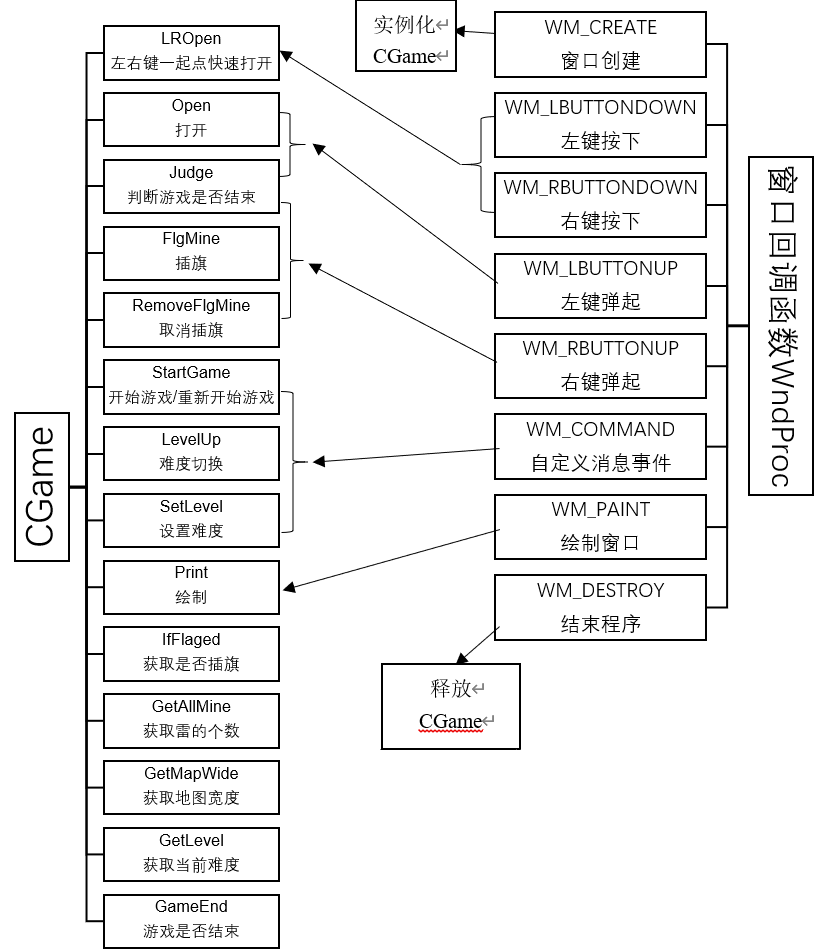 CGame
LROpen
左右键一起点快速打开
Open
打开
Judge
判断游戏是否结束
FlgMine
插旗
RemoveFlgMine
取消插旗
StartGame
开始游戏/重新开始游戏
LevelUp
难度切换
SetLevel
设置难度
Print
绘制
IfFlaged
获取是否插旗
GetAllMine
获取雷的个数
GetMapWide
获取地图宽度
GetLevel
获取当前难度
GameEnd
游戏是否结束
实例化↵
CGame↵
释放↵
CGame↵
WM_CREATE
窗口创建
WM_LBUTTONDOWN
左键按下
WM_RBUTTONDOWN
右键按下
WM_LBUTTONUP
左键弹起
WM_RBUTTONUP
右键弹起
WM_COMMAND
自定义消息事件
WM_PAINT
绘制窗口
WM_DESTROY
结束程序
窗口回调函数WndProc